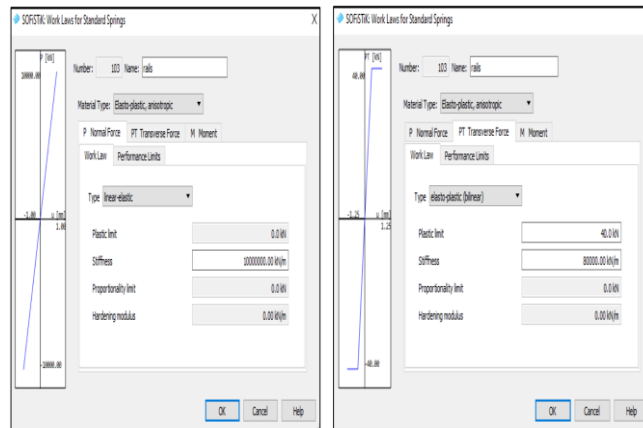 SOFiSTiK: Work Laws for Standard Springs
X
P [kN]
10000.00
-1.00
u [mm]
1.00
-10000.00
Number: 103 Name: rails
Material Type: Elasto-plastic, anisotropic
P Normal Force PT Transverse Force M Moment
Work Law Performance Limits
Type linear-elastic
Plastic limit 0.0 kN
Stiffness 10000000.00 kN/m
Proportionality limit 0.0 kN
Hardening modulus 0.00 kN/m
OK Cancel Help
SOFiSTiK: Work Laws for Standard Springs
PT [kN]
40.00
-1.25
u [mm]
1.25
-40.00
Number: 103 Name: rails
Material Type: Elasto-plastic, anisotropic
P Normal Force PT Transverse Force M Moment
Work Law Performance Limits
Type elasto-plastic (bilinear)
Plastic limit 40.0 kN
Stiffness 80000.00 kN/m
Proportionality limit 0.0 kN
Hardening modulus 0.00 kN/m
OK Cancel Help